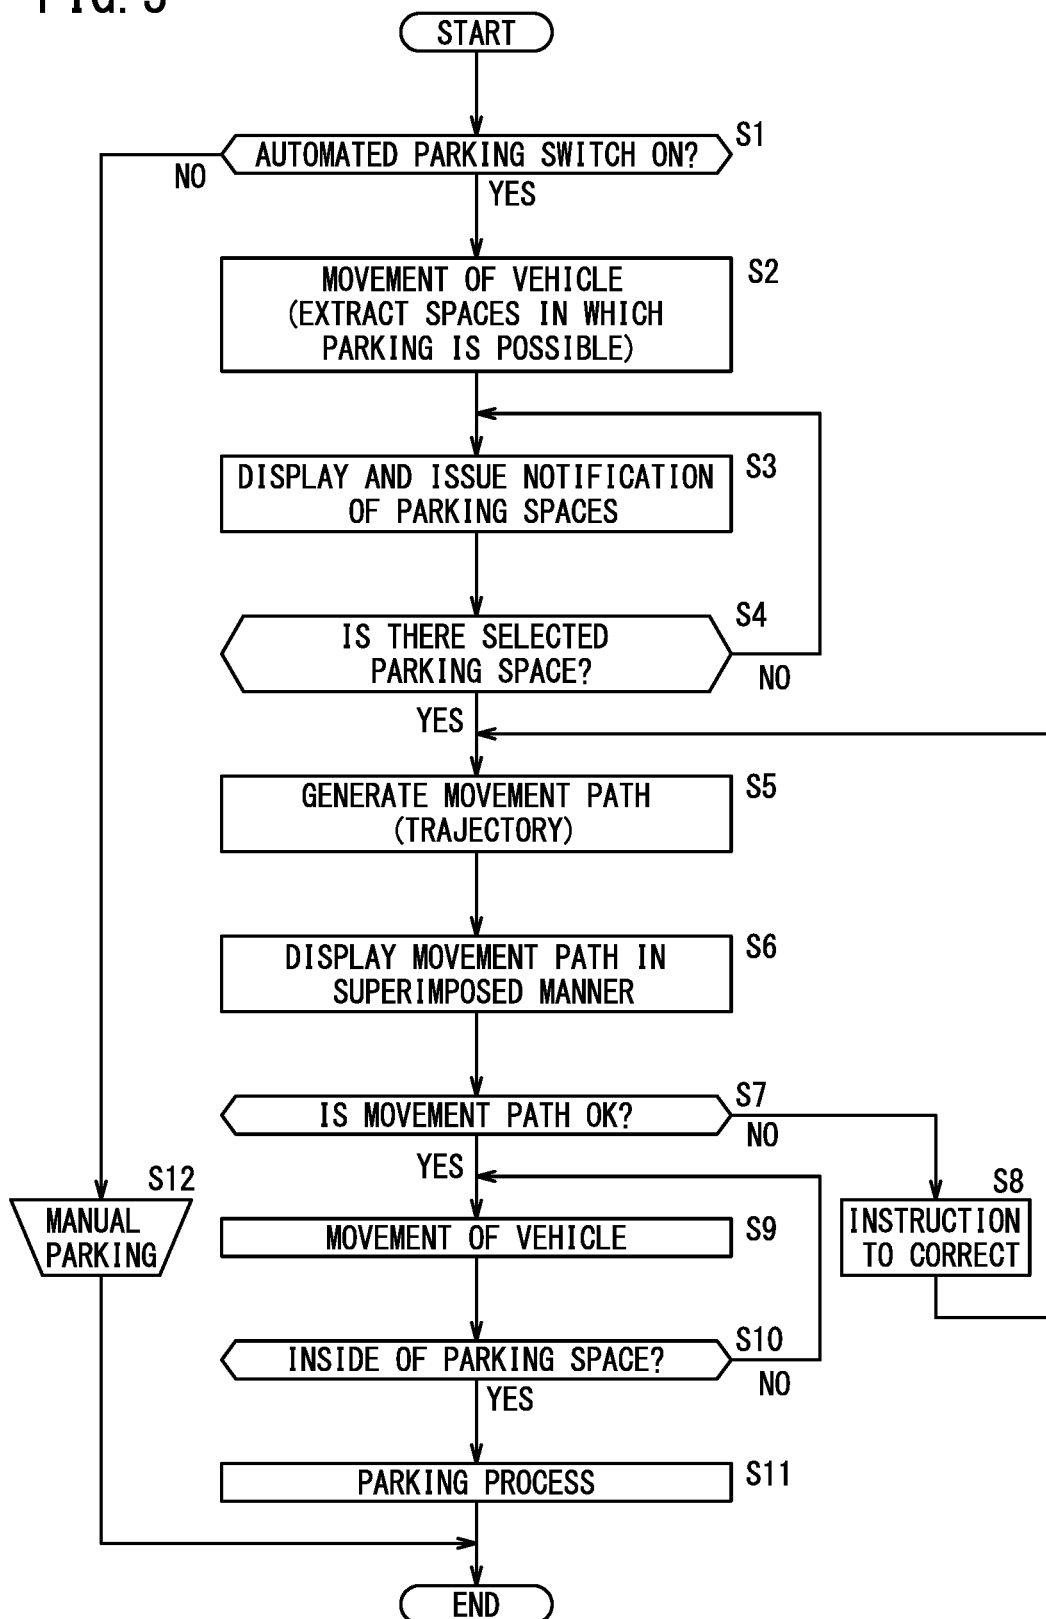 START
AUTOMATED PARKING SWITCH ON?
S1
NO
YES
MOVEMENT OF VEHICLE
(EXTRACT SPACES IN WHICH
PARKING IS POSSIBLE)
S2
DISPLAY AND ISSUE NOTIFICATION
OF PARKING SPACES
S3
IS THERE SELECTED
PARKING SPACE?
S4
NO
YES
GENERATE MOVEMENT PATH
(TRAJECTORY)
S5
DISPLAY MOVEMENT PATH IN
SUPERIMPOSED MANNER
S6
IS MOVEMENT PATH OK?
S7
NO
YES
S12
MANUAL
PARKING
MOVEMENT OF VEHICLE
S9
S8
INSTRUCTION
TO CORRECT
INSIDE OF PARKING SPACE?
S10
NO
YES
PARKING PROCESS
S11
END